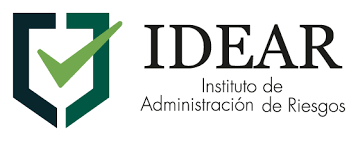 IDEAR
Instituto de
Administración de Riesgos